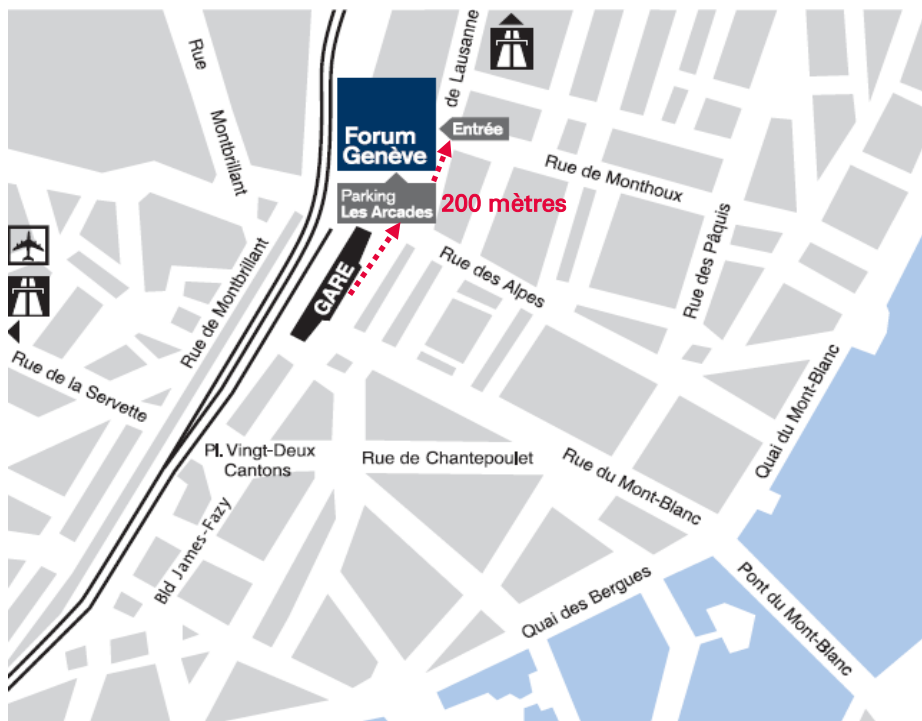 Rue
Montbrillant
de Lausanne
Forum
Genève
Entrée
Parking
Les Arcades
200 mètres
Rue de Monthoux
Rue des Pâquis
Rue des Alpes
GARE
Rue de Montbrillant
Rue de la Servette
Quai du Mont-Blanc
Pl. Vingt-Deux
Cantons
Rue de Chantepoulet
Rue du Mont-Blanc
Bld James-Fazy
Quai des Bergues
Pont du Mont-Blanc